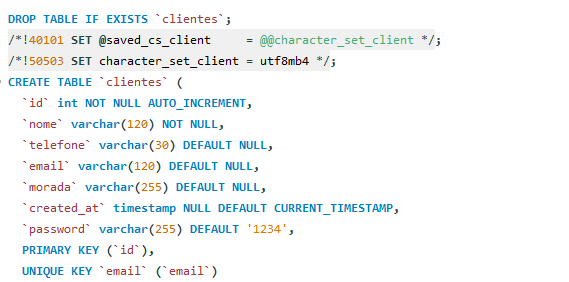 DROP TABLE IF EXISTS `clientes`;
/*!40101 SET @saved_cs_client     = @@character_set_client */;
/*!50503 SET character_set_client = utf8mb4 */;
CREATE TABLE `clientes` (
  `id` int NOT NULL AUTO_INCREMENT,
  `nome` varchar(120) NOT NULL,
  `telefone` varchar(30) DEFAULT NULL,
  `email` varchar(120) DEFAULT NULL,
  `morada` varchar(255) DEFAULT NULL,
  `created_at` timestamp NULL DEFAULT CURRENT_TIMESTAMP,
  `password` varchar(255) DEFAULT '1234',
  PRIMARY KEY (`id`),
  UNIQUE KEY `email` (`email`)